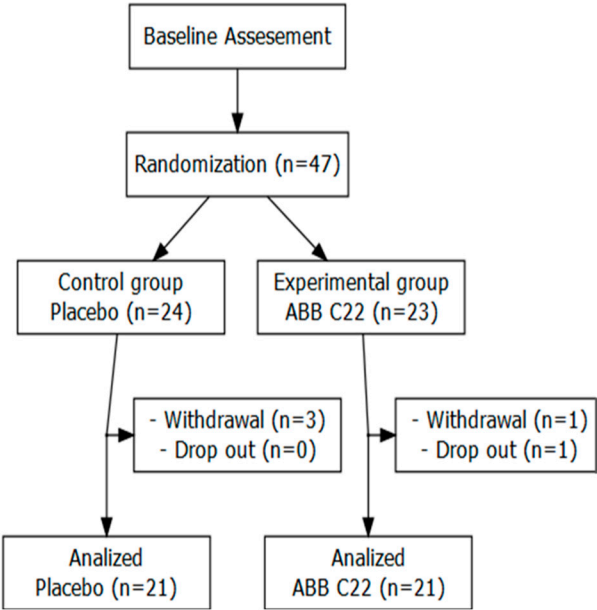 Baseline Assesement
Randomization (n=47)
Control group
Placebo (n=24)
Experimental group
ABB C22 (n=23)
- Withdrawal (n=3)
- Drop out (n=0)
- Withdrawal (n=1)
- Drop out (n=1)
Analized
Placebo (n=21)
Analized
ABB C22 (n=21)